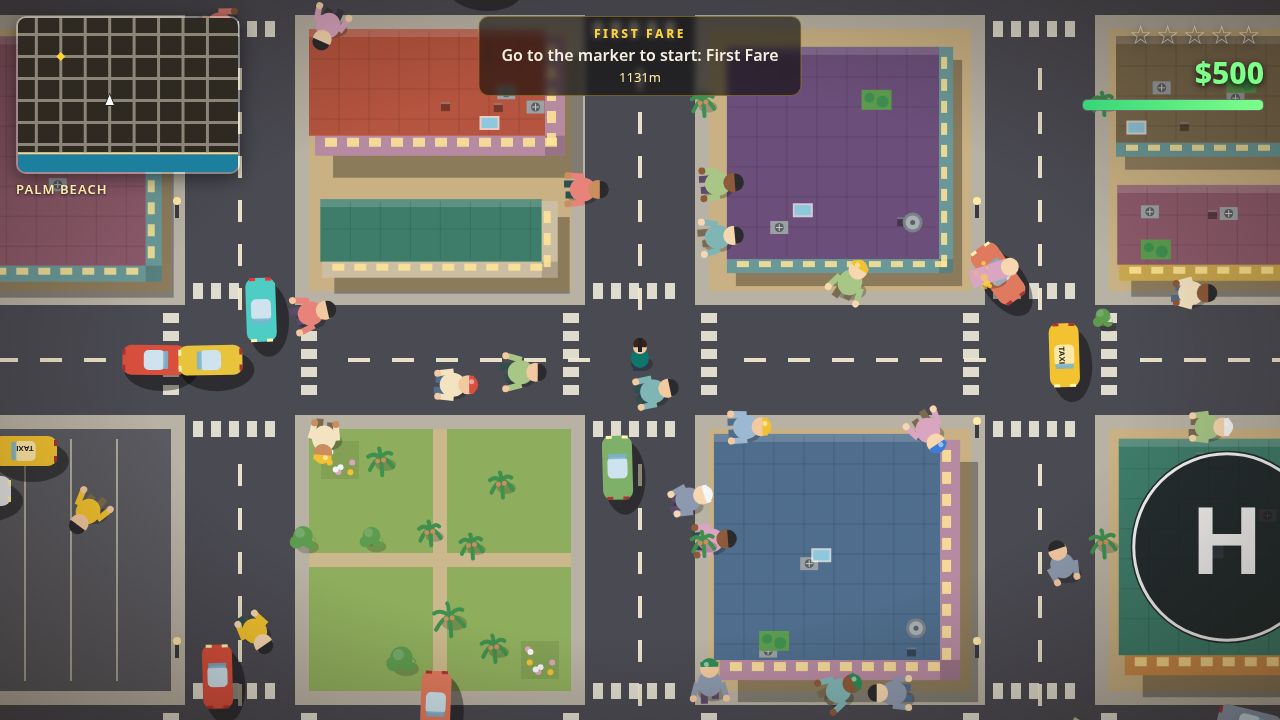 FIRST FARE
Go to the marker to start: First Fare
1131m
$500
PALM BEACH
TAXI
TAXI
H